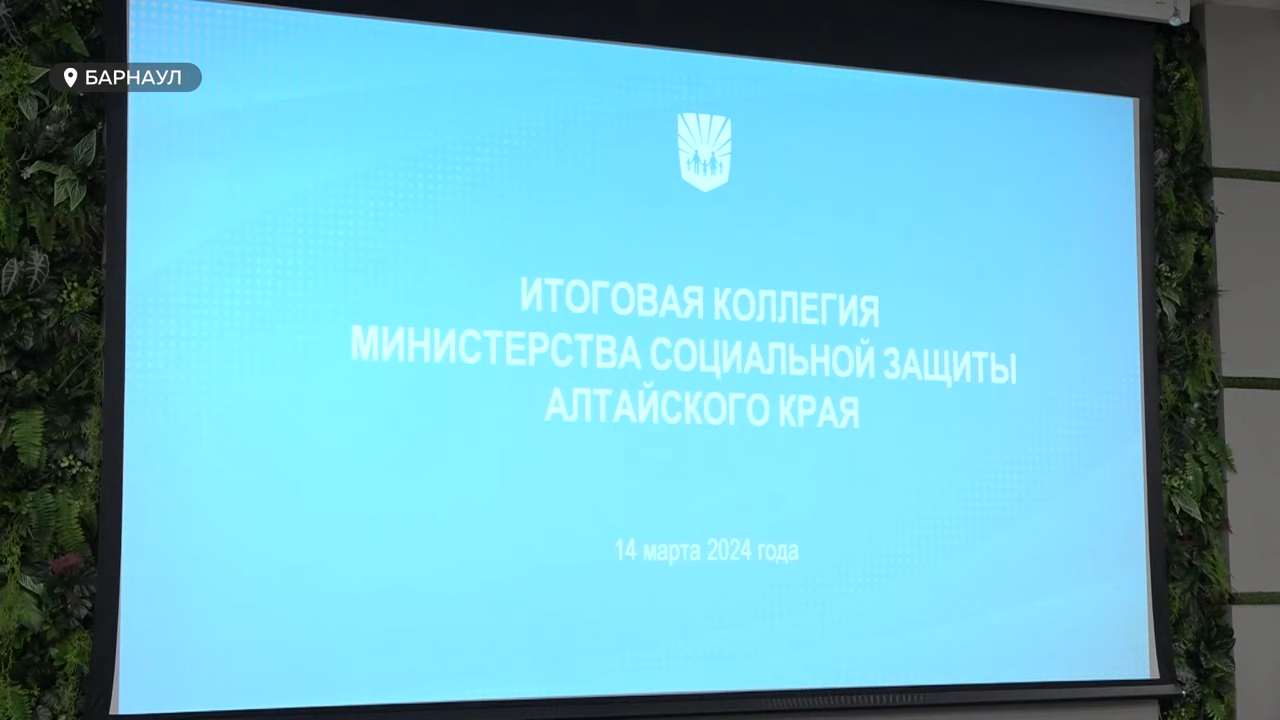 БАРНАУЛ
ИТОГОВАЯ КОЛЛЕГИЯ
МИНИСТЕРСТВА СОЦИАЛЬНОЙ ЗАЩИТЫ
АЛТАЙСКОГО КРАЯ
14 марта 2024 года